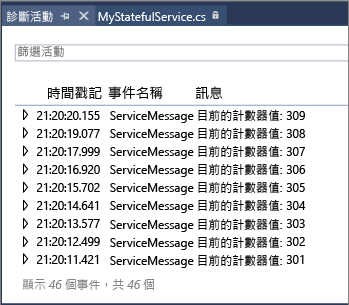 診斷活動 MyStatefulService.cs
篩選活動
時間戳記 事件名稱 訊息
21:20:20.155 ServiceMessage 目前的計數器值: 309
21:20:19.077 ServiceMessage 目前的計數器值: 308
21:20:17.999 ServiceMessage 目前的計數器值: 307
21:20:16.920 ServiceMessage 目前的計數器值: 306
21:20:15.702 ServiceMessage 目前的計數器值: 305
21:20:14.641 ServiceMessage 目前的計數器值: 304
21:20:13.577 ServiceMessage 目前的計數器值: 303
21:20:12.499 ServiceMessage 目前的計數器值: 302
21:20:11.421 ServiceMessage 目前的計數器值: 301
顯示 46 個事件，共 46 個